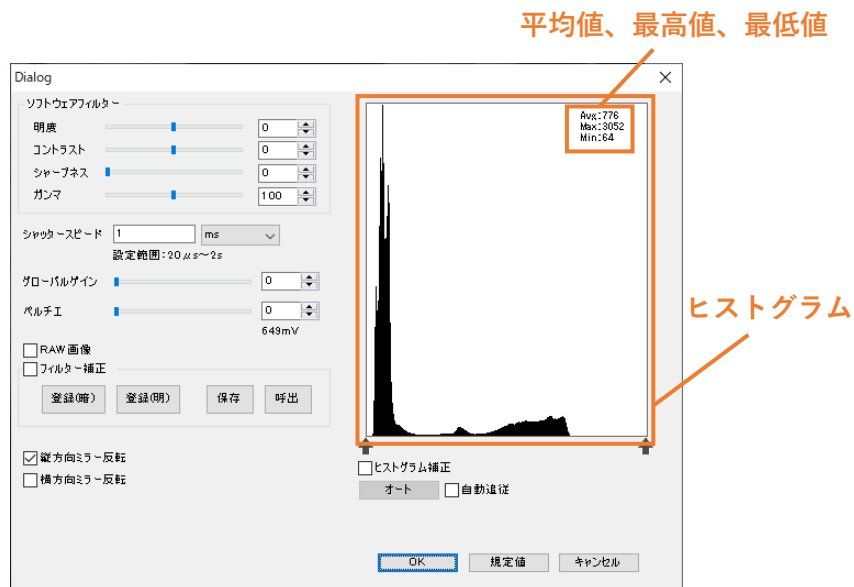 平均値、最高値、最低値
Dialog
ソフトウェアフィルター
明度
0
コントラスト
0
シャープネス
0
ガンマ
100
シャッタースピード
1
ms
設定範囲:20μs～2s
グローバルゲイン
0
ペルチエ
0
649mV
RAW画像
フィルター補正
登録(暗)
登録(明)
保存
呼出
縦方向ミラー反転
横方向ミラー反転
Avg:776
Max:3052
Min:64
ヒストグラム
ヒストグラム補正
オート
自動追従
OK
規定値
キャンセル